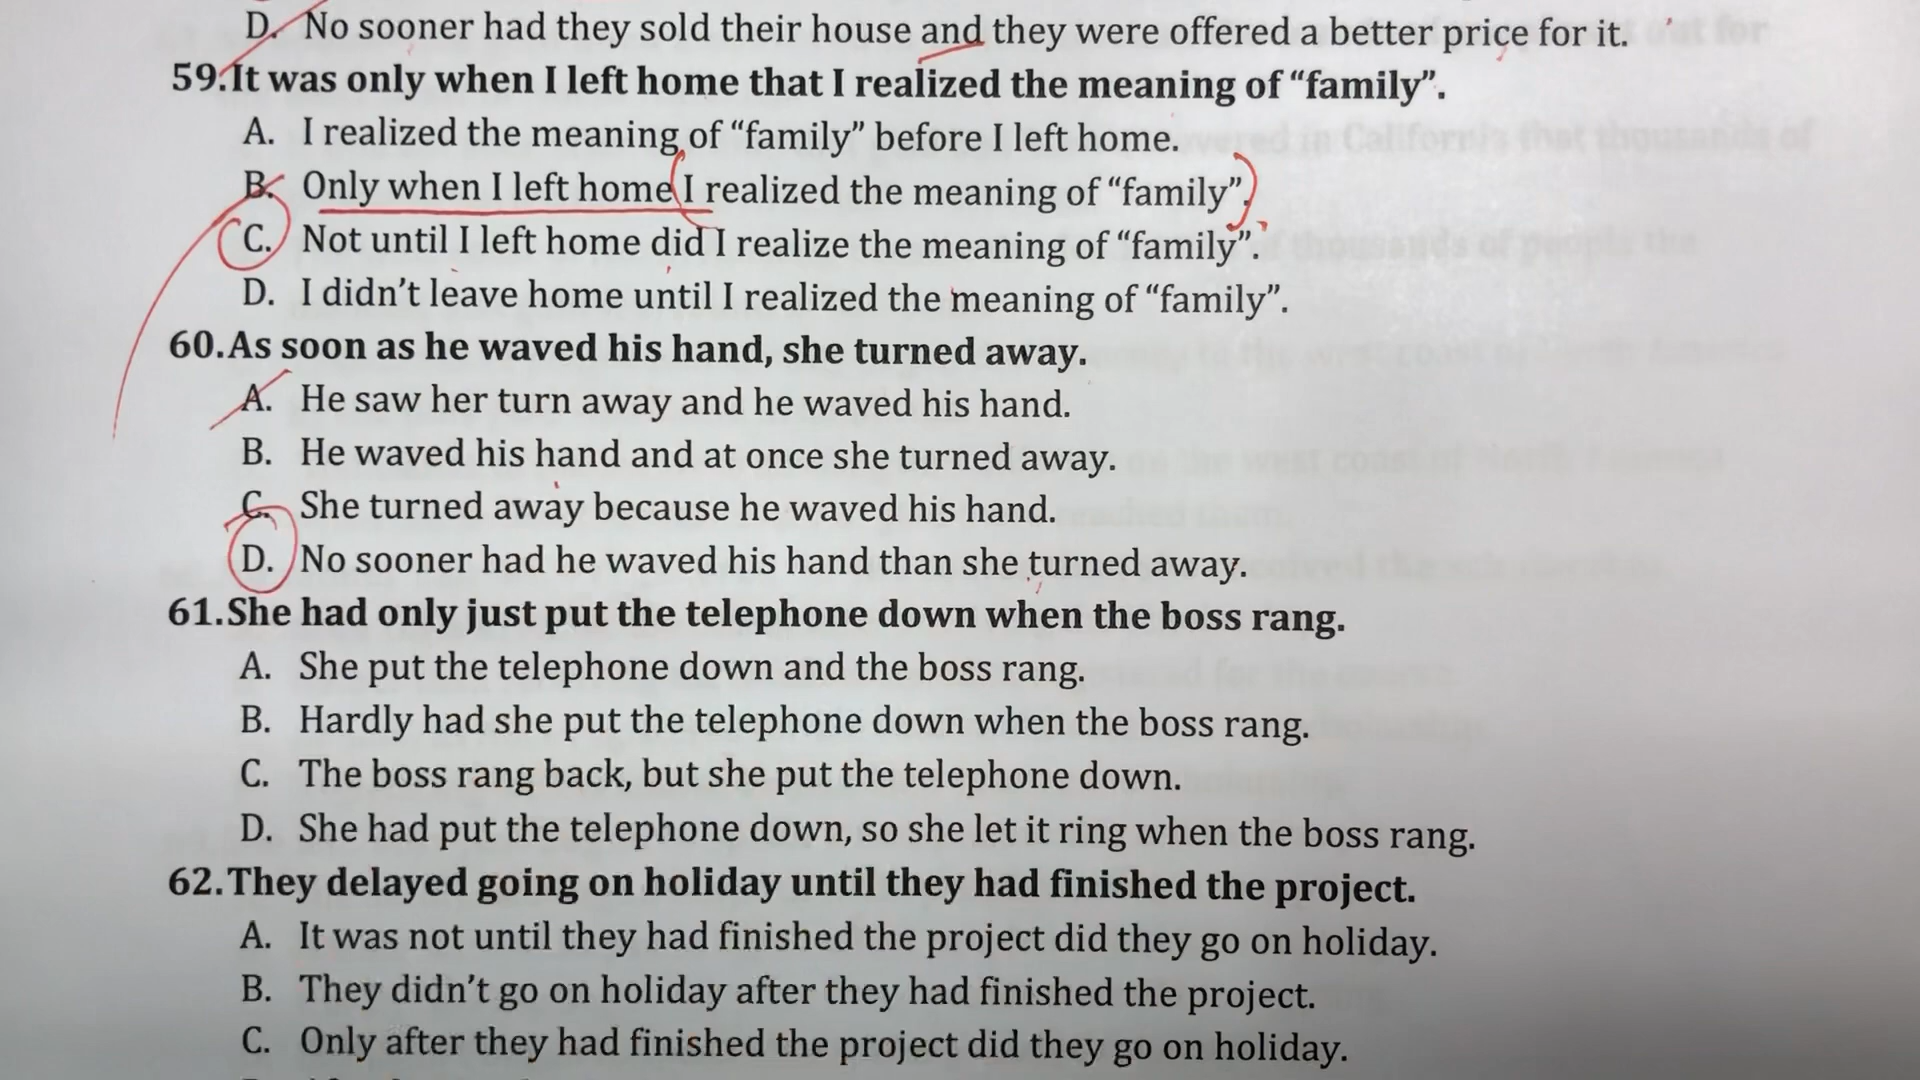 D. No sooner had they sold their house and they were offered a better price for it.
59.It was only when I left home that I realized the meaning of “family”.
A. I realized the meaning of “family” before I left home.
B. Only when I left home I realized the meaning of “family”.
C. Not until I left home did I realize the meaning of “family”.
D. I didn’t leave home until I realized the meaning of “family”.
60.As soon as he waved his hand, she turned away.
A. He saw her turn away and he waved his hand.
B. He waved his hand and at once she turned away.
C. She turned away because he waved his hand.
D. No sooner had he waved his hand than she turned away.
61.She had only just put the telephone down when the boss rang.
A. She put the telephone down and the boss rang.
B. Hardly had she put the telephone down when the boss rang.
C. The boss rang back, but she put the telephone down.
D. She had put the telephone down, so she let it ring when the boss rang.
62.They delayed going on holiday until they had finished the project.
A. It was not until they had finished the project did they go on holiday.
B. They didn’t go on holiday after they had finished the project.
C. Only after they had finished the project did they go on holiday.